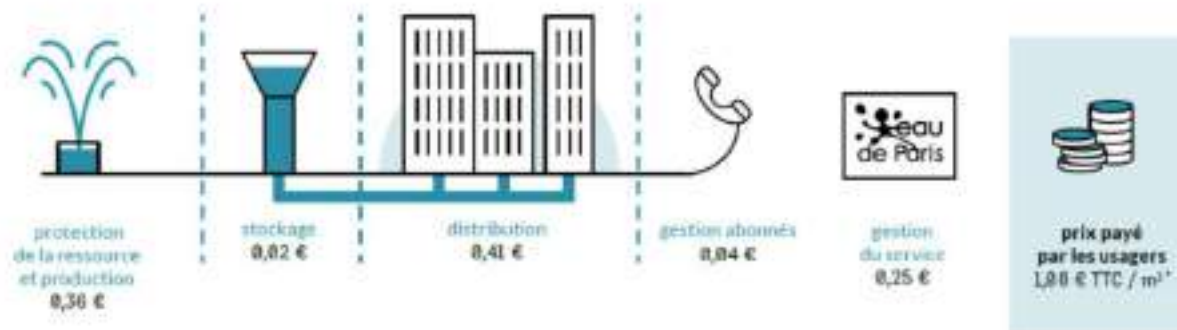 protection
de la ressource
et production
0,36 €
stockage
0,02 €
distribution
0,41 €
gestion abonnés
0,04 €
eau
de Paris
gestion
du service
0,25 €
prix payé
par les usagers
1,08 € TTC / m³*